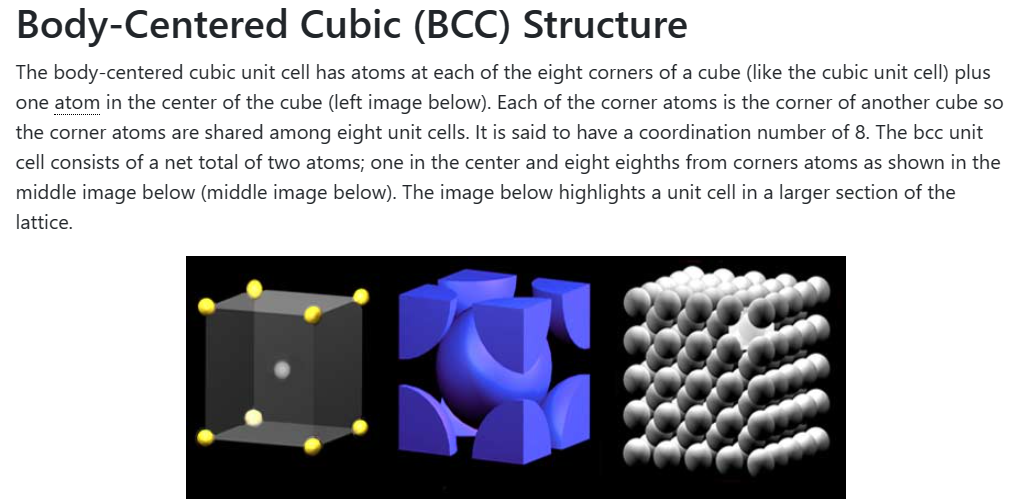 Body-Centered Cubic (BCC) Structure
The body-centered cubic unit cell has atoms at each of the eight corners of a cube (like the cubic unit cell) plus
one atom in the center of the cube (left image below). Each of the corner atoms is the corner of another cube so
the corner atoms are shared among eight unit cells. It is said to have a coordination number of 8. The bcc unit
cell consists of a net total of two atoms; one in the center and eight eighths from corners atoms as shown in the
middle image below (middle image below). The image below highlights a unit cell in a larger section of the
lattice.